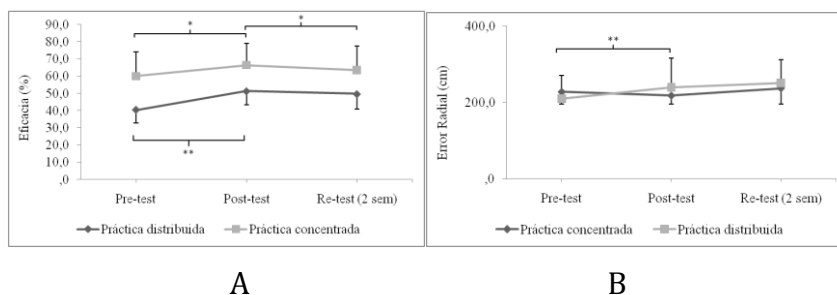 90,0
80,0
70,0
60,0
50,0
40,0
30,0
20,0
10,0
,0
Eficacia (%)
*
*
**
Pre-test
Post-test
Re-test (2 sem)
Práctica distribuida
Práctica concentrada
A
400,0
200,0
,0
Error Radial (cm)
**
Pre-test
Post-test
Re-test (2 sem)
Práctica concentrada
Práctica distribuida
B